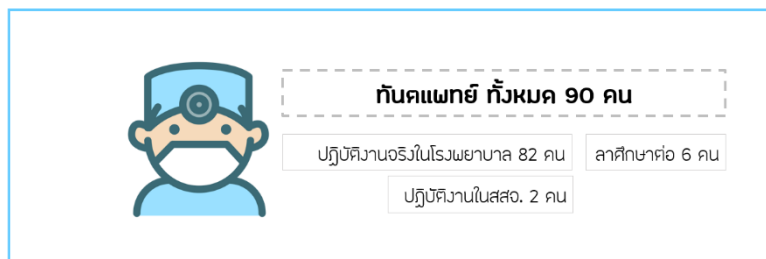 ทันตแพทย์ ทั้งหมด 90 คน
ปฏิบัติงานจริงในโรงพยาบาล 82 คน
ลาศึกษาต่อ 6 คน
ปฏิบัติงานในสสจ. 2 คน